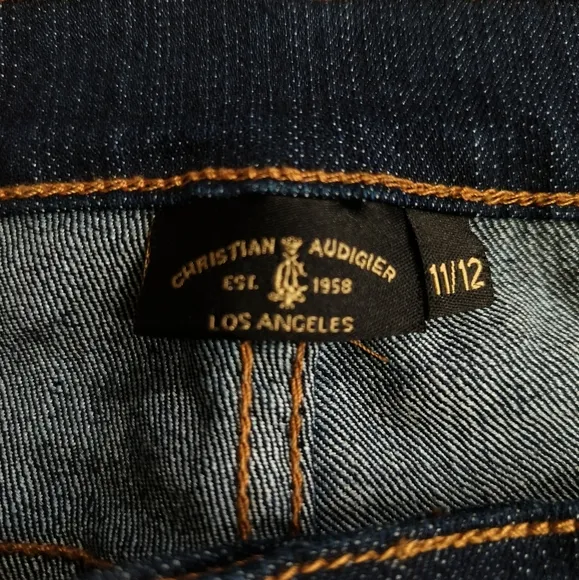 CHRISTIAN AUDIGIER
EST. 1958
LOS ANGELES
11/12